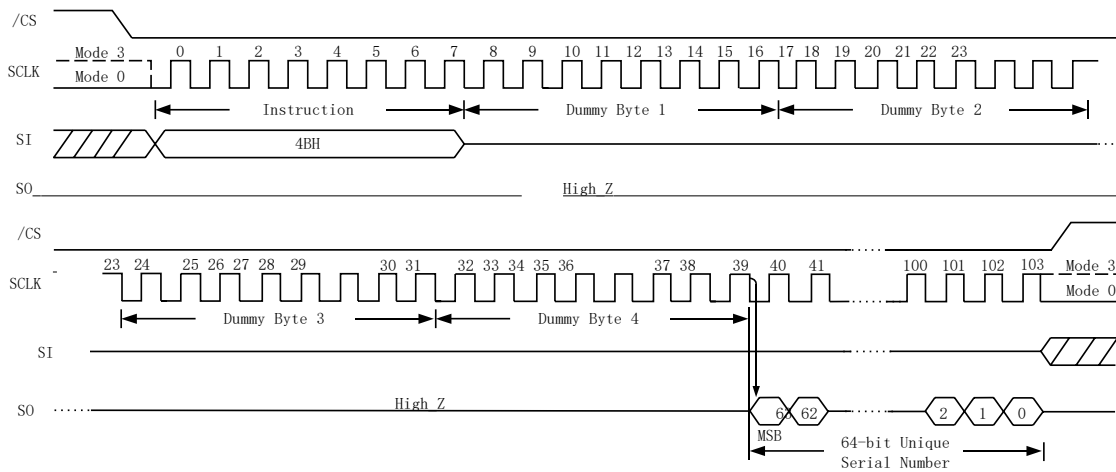 /CS
Mode 3 0 1 2 3 4 5 6 7 8 9 10 11 12 13 14 15 16 17 18 19 20 21 22 23
SCLK
Mode 0
Instruction Dummy Byte 1 Dummy Byte 2
SI 4BH
SO High_Z
/CS
23 24 25 26 27 28 29 30 31 32 33 34 35 36 37 38 39 40 41 100 101 102 103 Mode 3
SCLK
Mode 0
Dummy Byte 3 Dummy Byte 4
SI
High_Z
SO 63 62 2 1 0
MSB
64-bit Unique
Serial Number